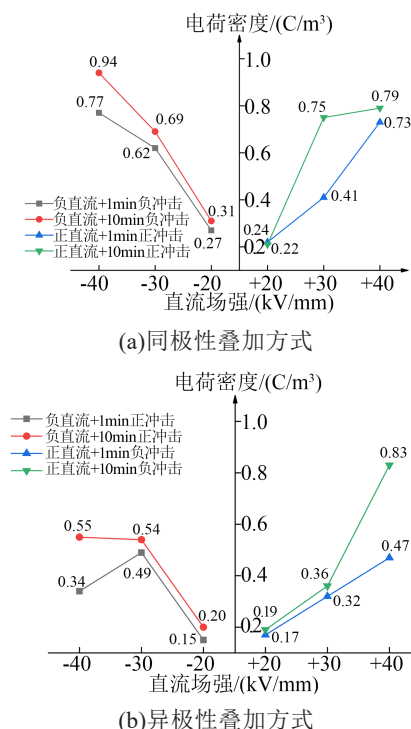 电荷密度/(C/m³)
1.0
0.94
0.8
0.79
0.77
0.75
0.73
0.69
0.62
0.6
0.41
0.4
0.31
0.27
0.24
0.22
0.2
负直流+1min负冲击
负直流+10min负冲击
正直流+1min正冲击
正直流+10min正冲击
-40 -30 -20 +20 +30 +40
直流场强/(kV/mm)
(a)同极性叠加方式
电荷密度/(C/m³)
负直流+1min正冲击
负直流+10min正冲击
正直流+1min负冲击
正直流+10min负冲击
1.0
0.83
0.8
0.6
0.55
0.54
0.49
0.47
0.4
0.36
0.34
0.32
0.20
0.19
0.2
0.17
0.15
-40 -30 -20 +20 +30 +40
直流场强/(kV/mm)
(b)异极性叠加方式